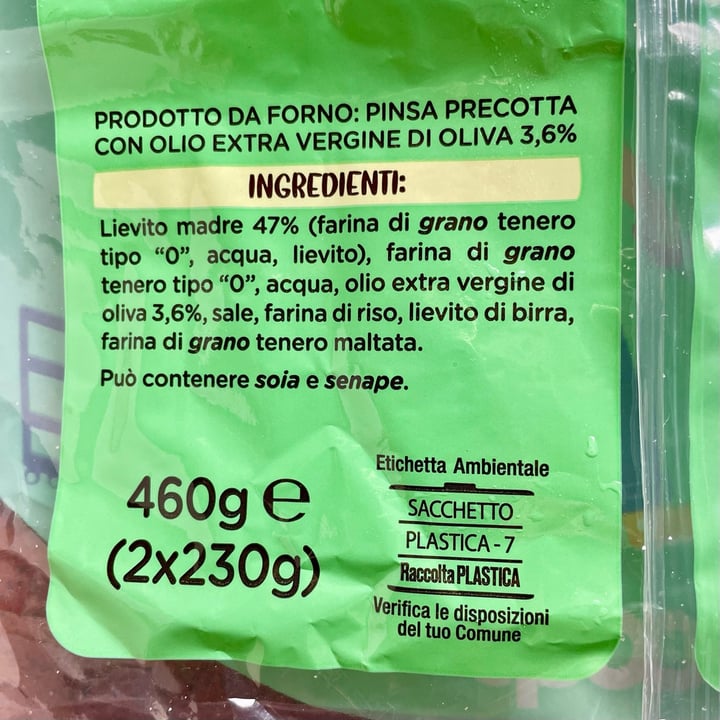 PRODOTTO DA FORNO: PINSA PRECOTTA
CON OLIO EXTRA VERGINE DI OLIVA 3,6%
INGREDIENTI:
Lievito madre 47% (farina di grano tenero
tipo “0”, acqua, lievito), farina di grano
tenero tipo “0”, acqua, olio extra vergine di
oliva 3,6%, sale, farina di riso, lievito di birra,
farina di grano tenero maltata.
Può contenere soia e senape.
460g e
(2x230g)
Etichetta Ambientale
SACCHETTO
PLASTICA - 7
Raccolta PLASTICA
Verifica le disposizioni
del tuo Comune